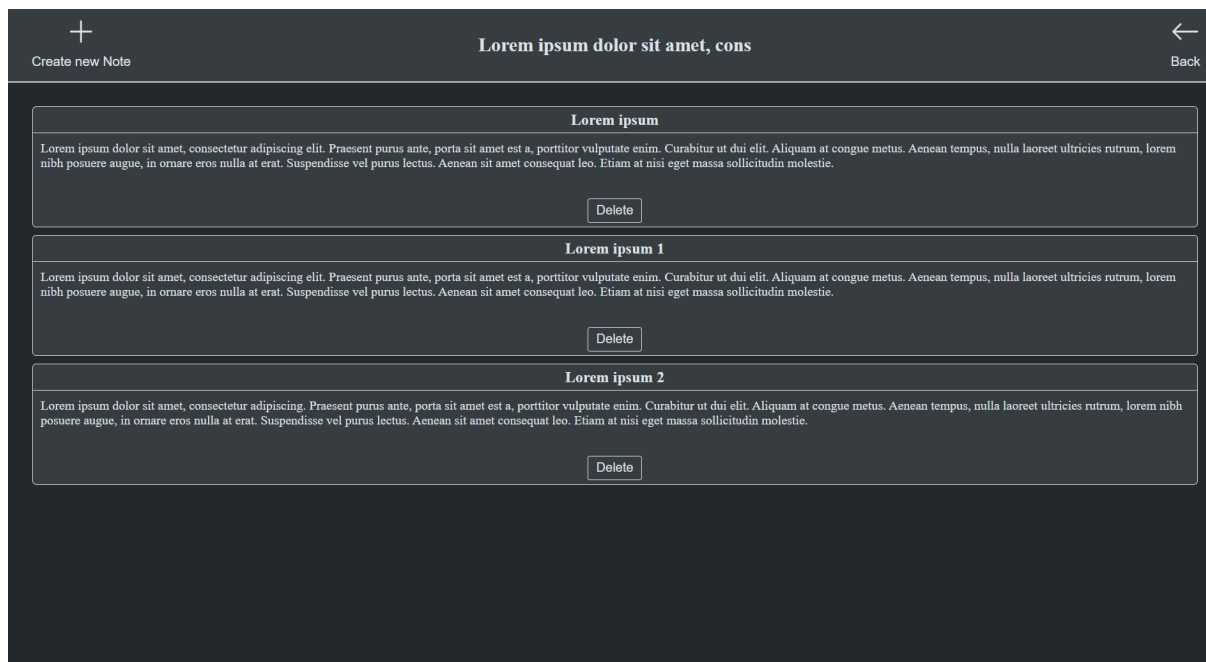 Create new Note
Lorem ipsum dolor sit amet, cons
Back
Lorem ipsum
Lorem ipsum dolor sit amet, consectetur adipiscing elit. Praesent purus ante, porta sit amet est a, porttitor vulputate enim. Curabitur ut dui elit. Aliquam at congue metus. Aenean tempus, nulla laoreet ultricies rutrum, lorem
nibh posuere augue, in ornare eros nulla at erat. Suspendisse vel purus lectus. Aenean sit amet consequat leo. Etiam at nisi eget massa sollicitudin molestie.
Delete
Lorem ipsum 1
Lorem ipsum dolor sit amet, consectetur adipiscing elit. Praesent purus ante, porta sit amet est a, porttitor vulputate enim. Curabitur ut dui elit. Aliquam at congue metus. Aenean tempus, nulla laoreet ultricies rutrum, lorem
nibh posuere augue, in ornare eros nulla at erat. Suspendisse vel purus lectus. Aenean sit amet consequat leo. Etiam at nisi eget massa sollicitudin molestie.
Delete
Lorem ipsum 2
Lorem ipsum dolor sit amet, consectetur adipiscing. Praesent purus ante, porta sit amet est a, porttitor vulputate enim. Curabitur ut dui elit. Aliquam at congue metus. Aenean tempus, nulla laoreet ultricies rutrum, lorem nibh
posuere augue, in ornare eros nulla at erat. Suspendisse vel purus lectus. Aenean sit amet consequat leo. Etiam at nisi eget massa sollicitudin molestie.
Delete